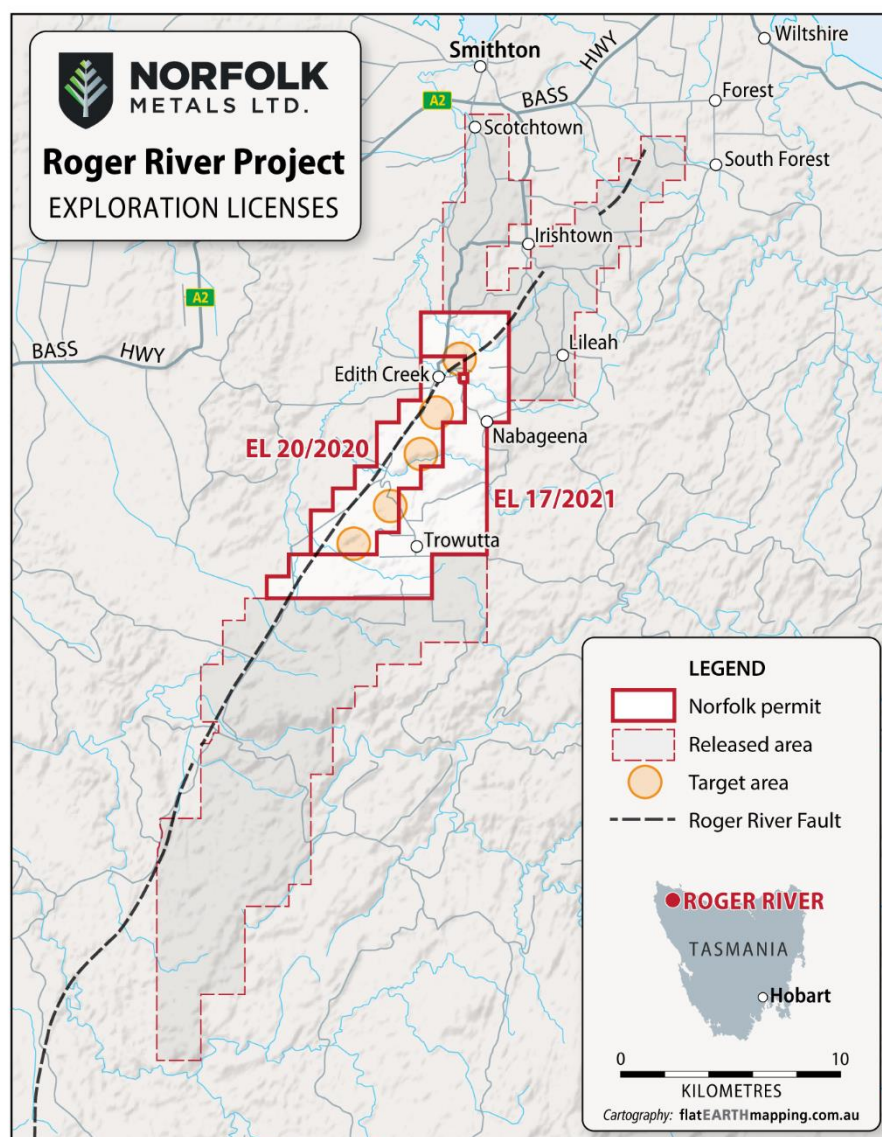 NORFOLK
METALS LTD.
Roger River Project
EXPLORATION LICENSES
Smithton
Wiltshire
BASS
HWY
A2
Forest
Scotchtown
South Forest
Irishtown
A2
BASS
HWY
Lileah
Edith Creek
Nabageena
EL 20/2020
EL 17/2021
Trowutta
LEGEND
Norfolk permit
Released area
Target area
Roger River Fault
ROGER RIVER
TASMANIA
Hobart
0 10
KILOMETRES
Cartography: flatEARTHmapping.com.au